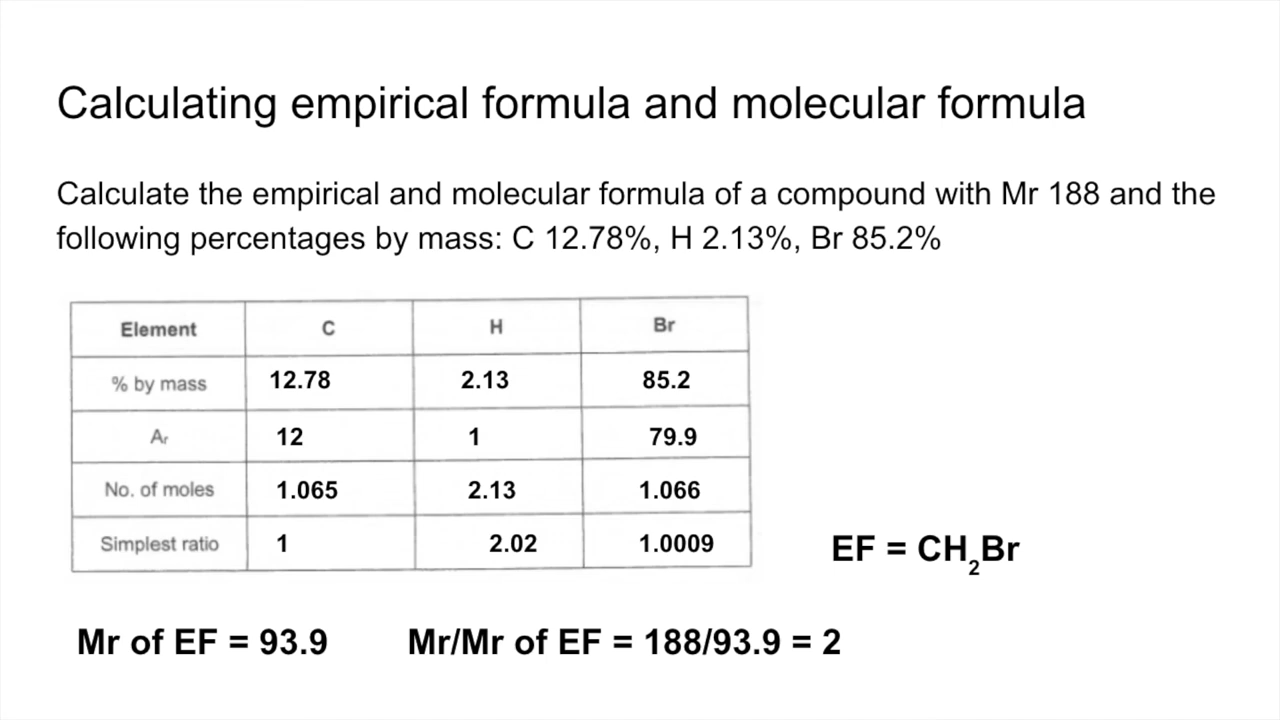 Calculating empirical formula and molecular formula
Calculate the empirical and molecular formula of a compound with Mr 188 and the
following percentages by mass: C 12.78%, H 2.13%, Br 85.2%
Element C H Br
% by mass 12.78 2.13 85.2
Ar 12 1 79.9
No. of moles 1.065 2.13 1.066
Simplest ratio 1 2.02 1.0009
EF = CH2Br
Mr of EF = 93.9 Mr/Mr of EF = 188/93.9 = 2